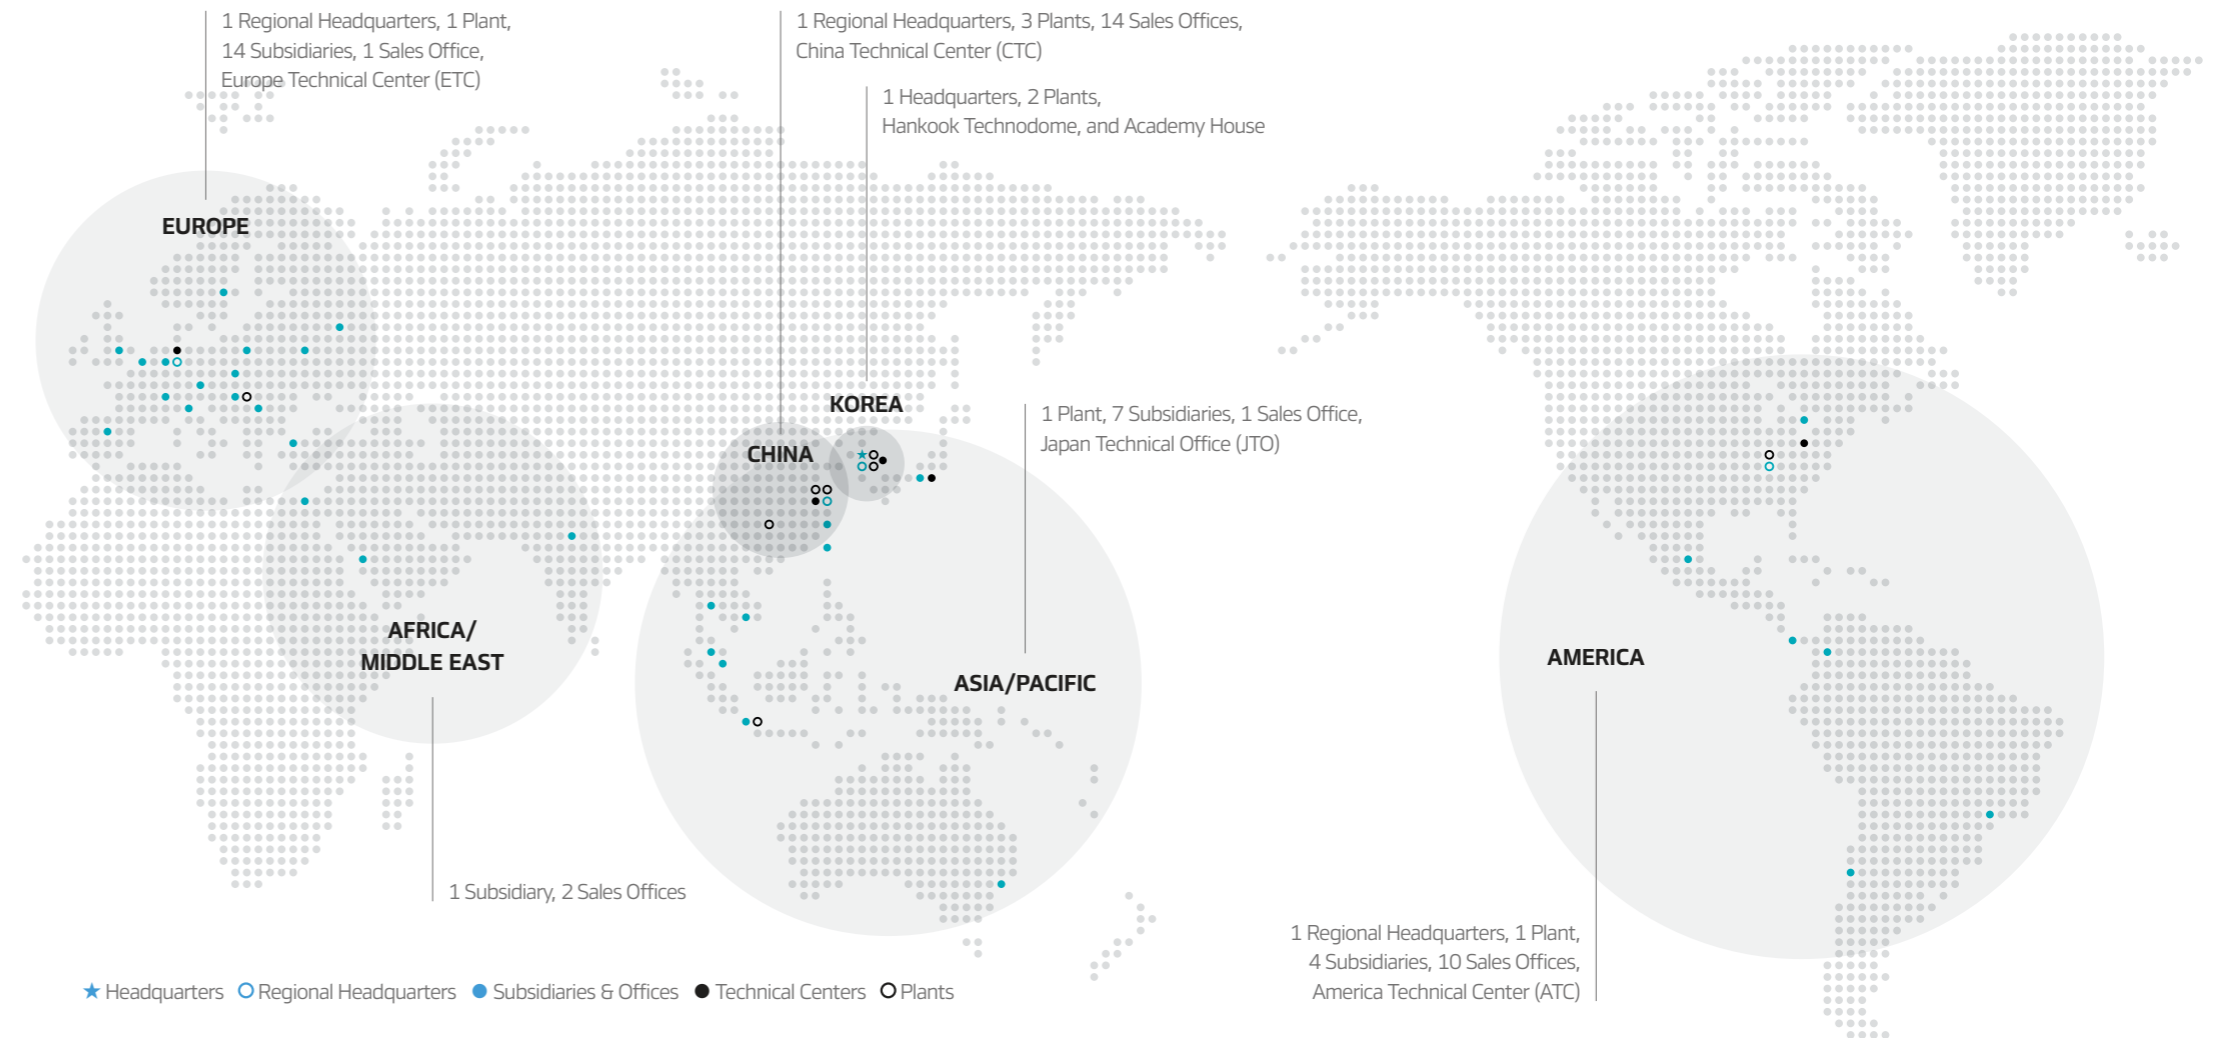 1 Regional Headquarters, 1 Plant,
14 Subsidiaries, 1 Sales Office,
Europe Technical Center (ETC)
1 Regional Headquarters, 3 Plants, 14 Sales Offices,
China Technical Center (CTC)
1 Headquarters, 2 Plants,
Hankook Technodome, and Academy House
EUROPE
KOREA
CHINA
1 Plant, 7 Subsidiaries, 1 Sales Office,
Japan Technical Office (JTO)
AFRICA/
MIDDLE EAST
ASIA/PACIFIC
AMERICA
1 Subsidiary, 2 Sales Offices
1 Regional Headquarters, 1 Plant,
4 Subsidiaries, 10 Sales Offices,
America Technical Center (ATC)
Headquarters Regional Headquarters Subsidiaries & Offices Technical Centers Plants